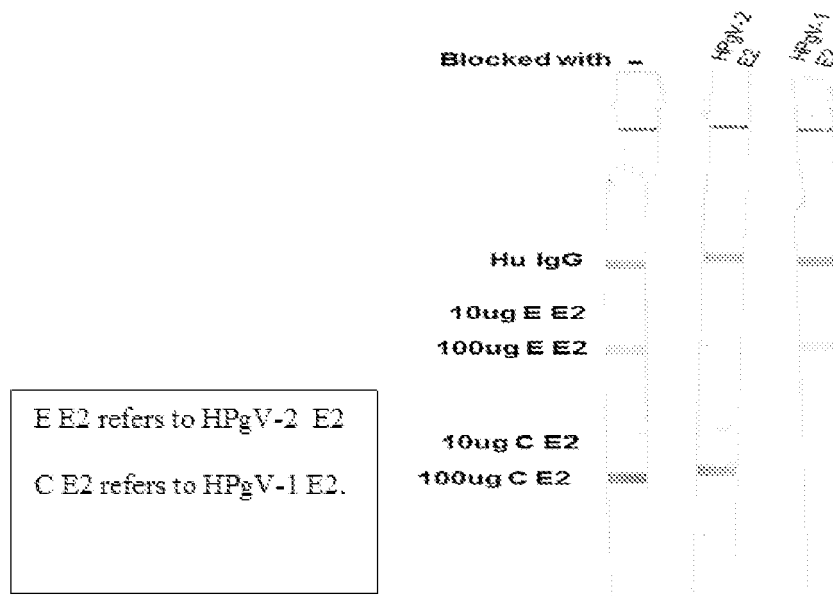 Blocked with –
HPgV-2
E2
HPgV-1
E2
Hu IgG
10ug E E2
100ug E E2
10ug C E2
100ug C E2
E E2 refers to HPgV-2 E2
C E2 refers to HPgV-1 E2.